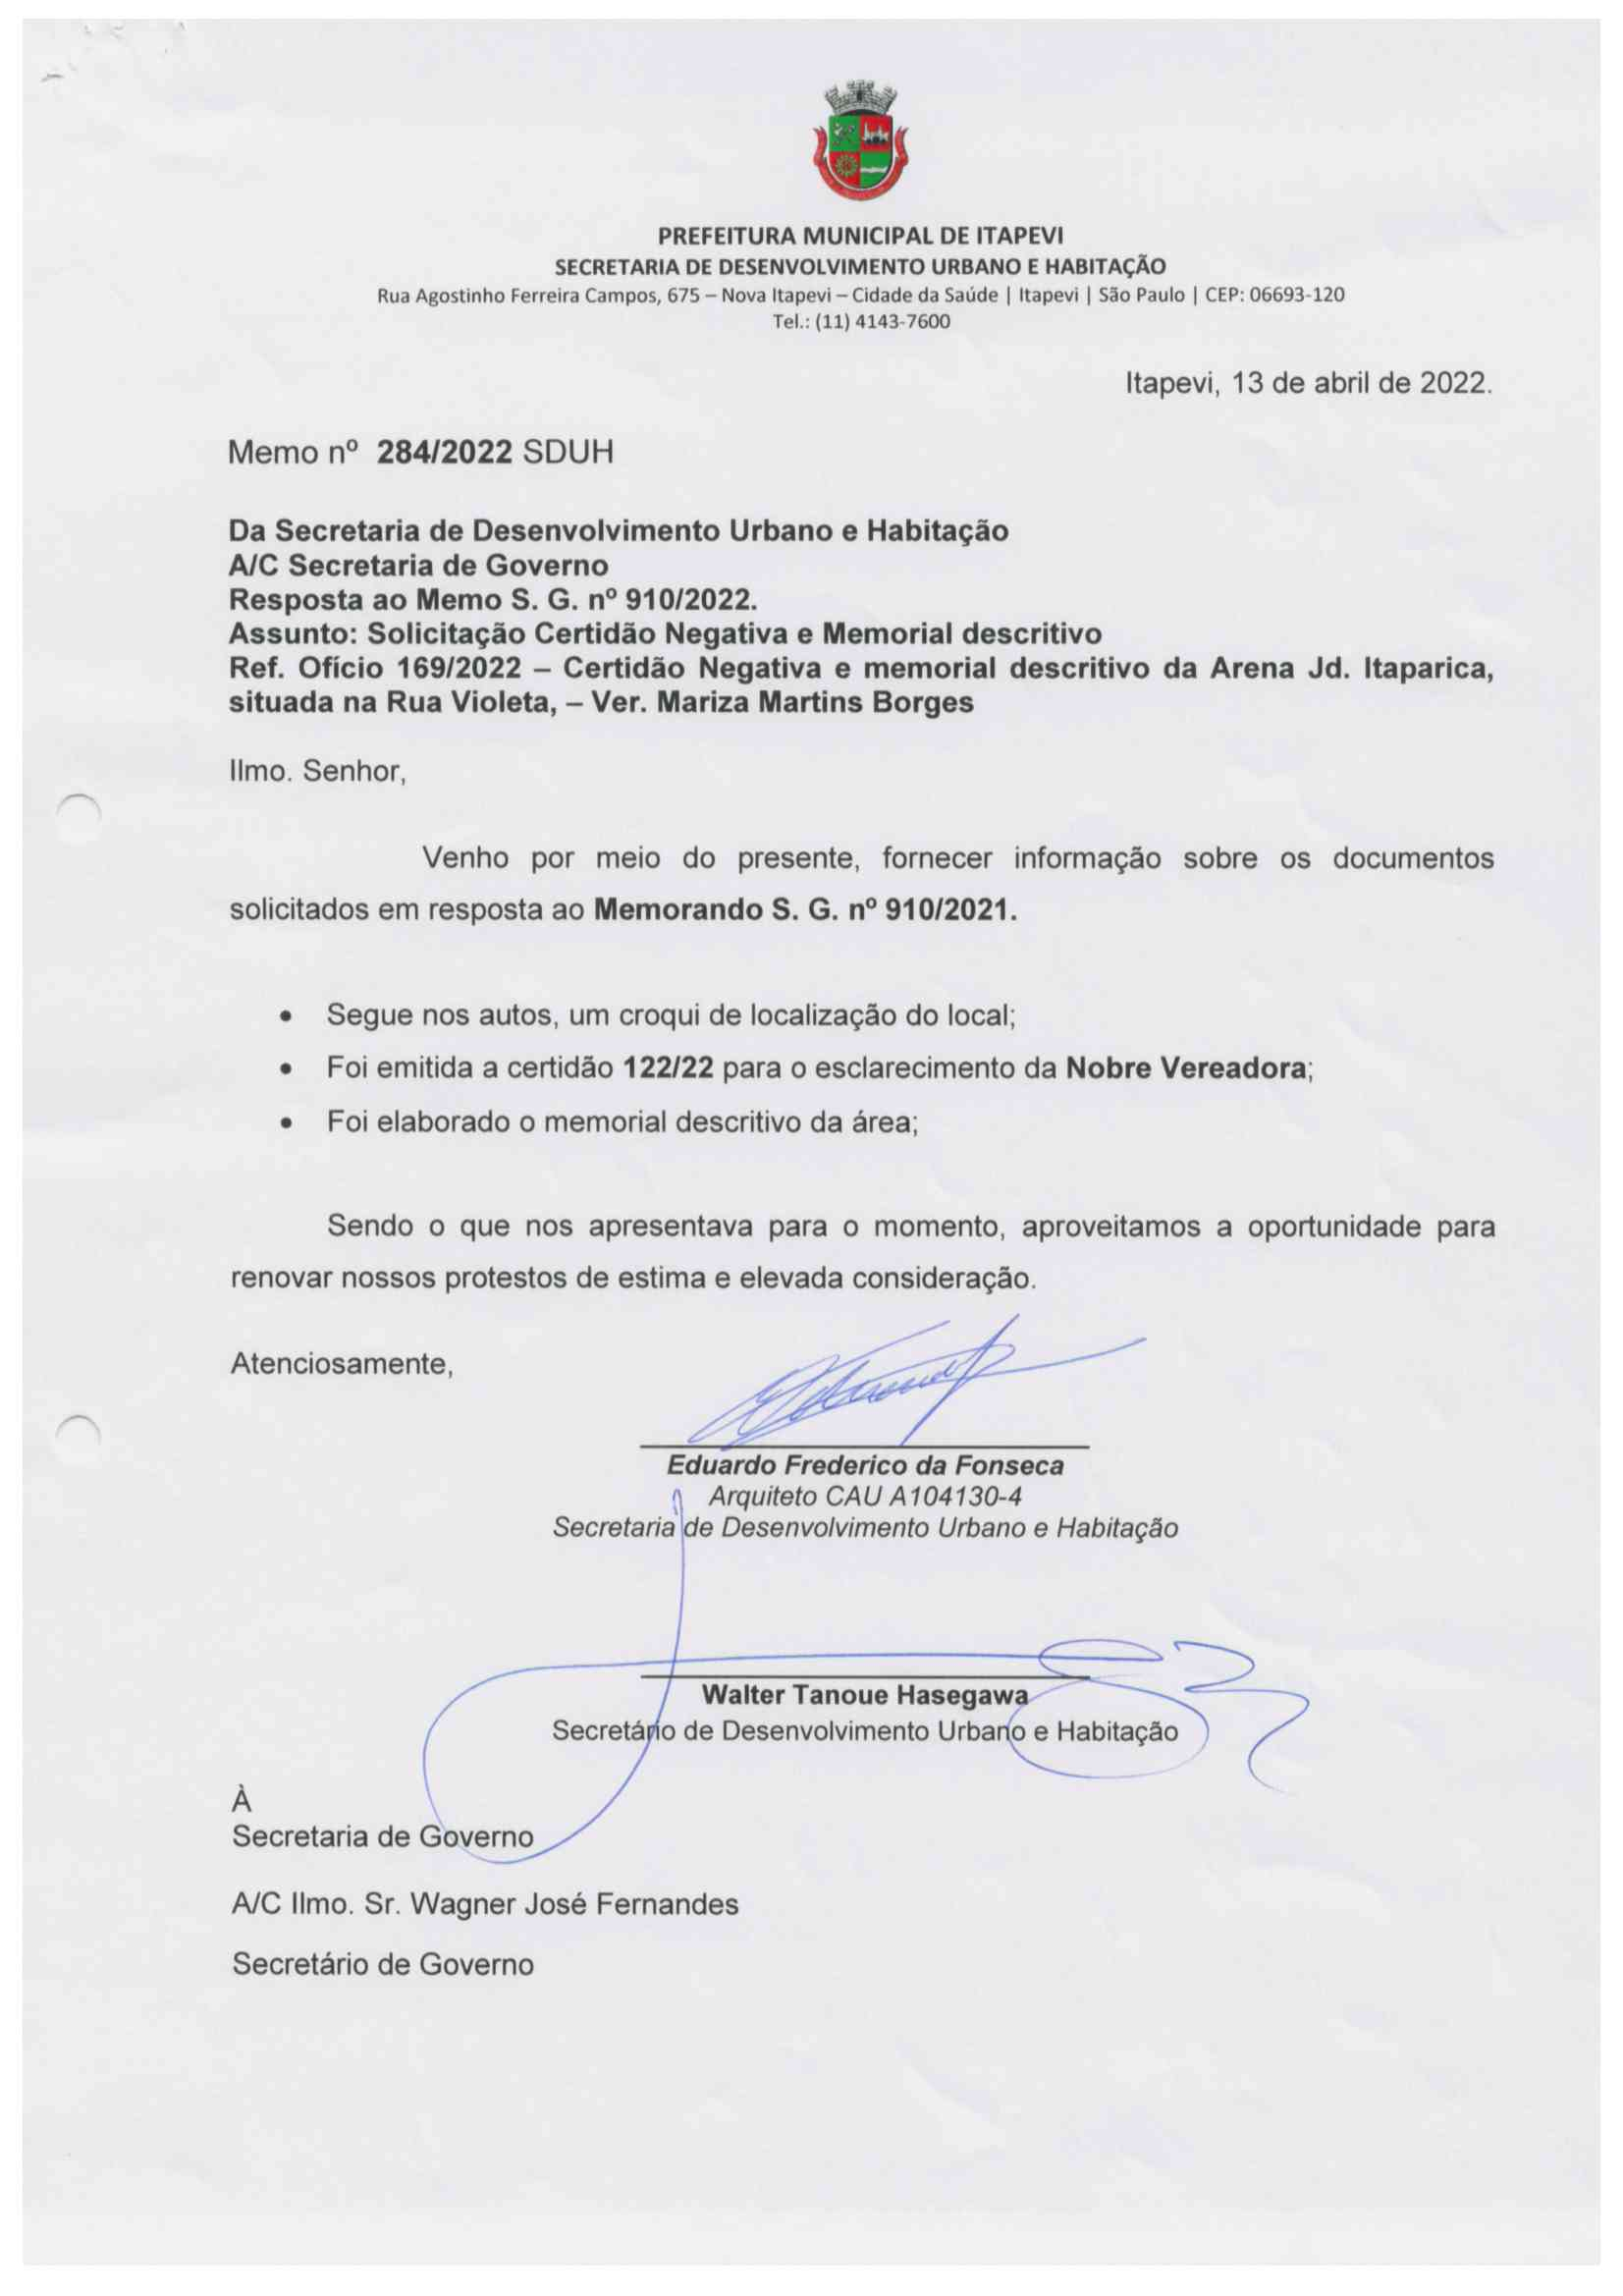 PREFEITURA MUNICIPAL DE ITAPEVI
SECRETARIA DE DESENVOLVIMENTO URBANO E HABITAÇÃO
Rua Agostinho Ferreira Campos, 675 – Nova Itapevi – Cidade da Saúde | Itapevi | São Paulo | CEP: 06693-120
Tel.: (11) 4143-7600
Itapevi, 13 de abril de 2022.
Memo nº 284/2022 SDUH
Da Secretaria de Desenvolvimento Urbano e Habitação
A/C Secretaria de Governo
Resposta ao Memo S. G. nº 910/2022.
Assunto: Solicitação Certidão Negativa e Memorial descritivo
Ref. Ofício 169/2022 – Certidão Negativa e memorial descritivo da Arena Jd. Itaparica,
situada na Rua Violeta, – Ver. Mariza Martins Borges
Ilmo. Senhor,
Venho por meio do presente, fornecer informação sobre os documentos
solicitados em resposta ao Memorando S. G. nº 910/2021.
• Segue nos autos, um croqui de localização do local;
• Foi emitida a certidão 122/22 para o esclarecimento da Nobre Vereadora;
• Foi elaborado o memorial descritivo da área;
Sendo o que nos apresentava para o momento, aproveitamos a oportunidade para
renovar nossos protestos de estima e elevada consideração.
Atenciosamente,
Eduardo Frederico da Fonseca
Arquiteto CAU A104130-4
Secretaria de Desenvolvimento Urbano e Habitação
Walter Tanoue Hasegawa
Secretário de Desenvolvimento Urbano e Habitação
À
Secretaria de Governo
A/C Ilmo. Sr. Wagner José Fernandes
Secretário de Governo